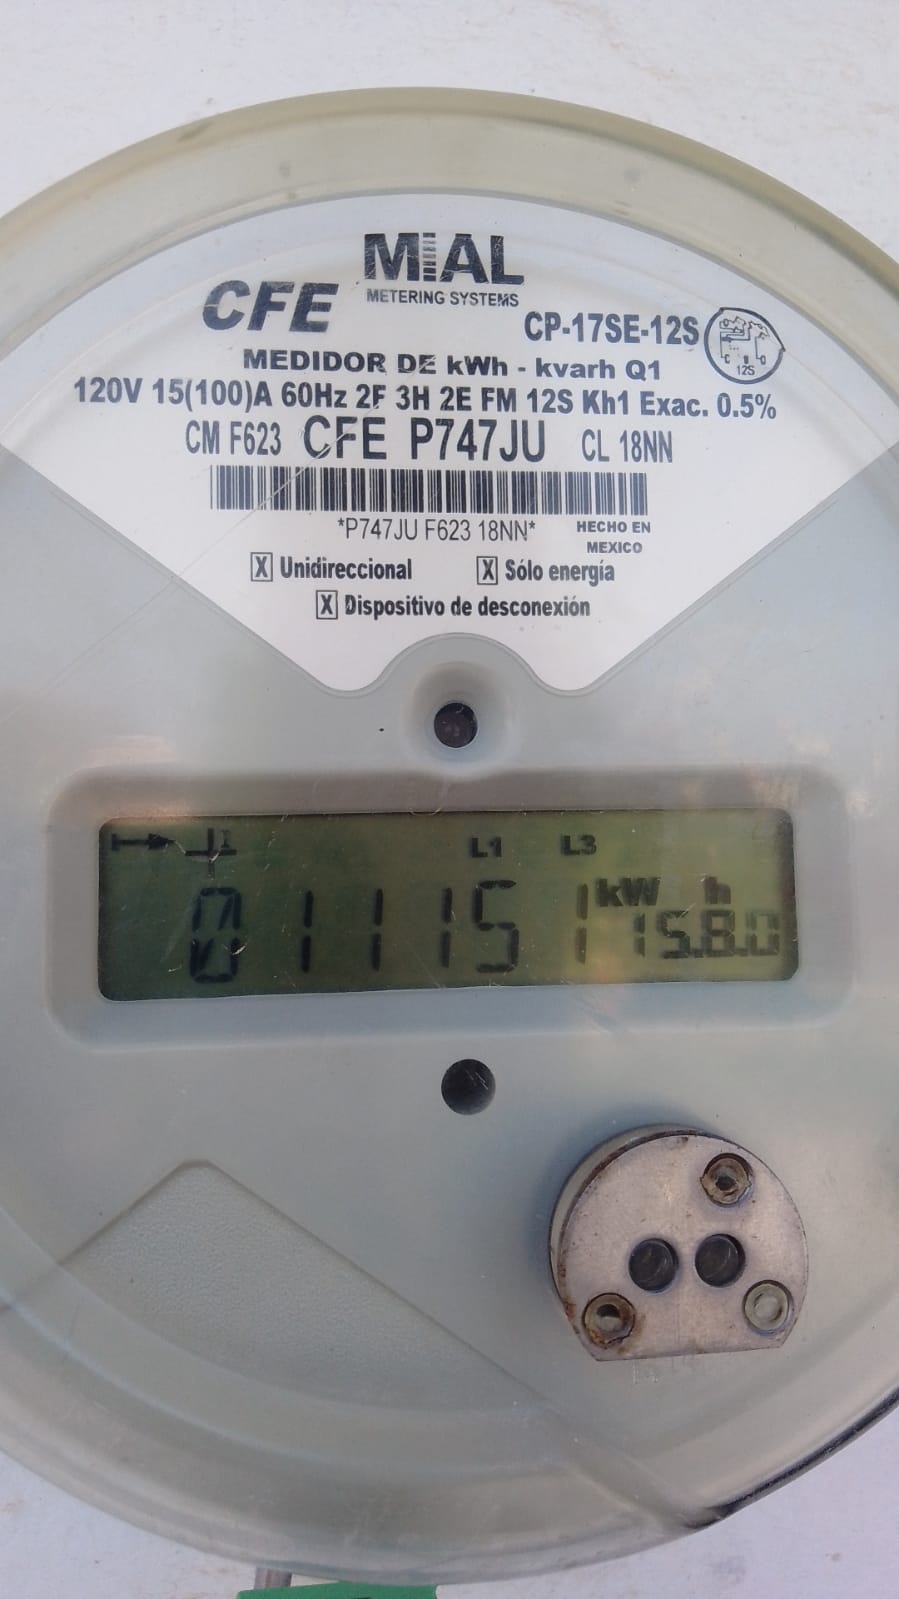 MIAL
METERING SYSTEMS
CFE
CP-17SE-12S
12S
MEDIDOR DE kWh - kvarh Q1
120V 15(100)A 60Hz 2F 3H 2E FM 12S Kh1 Exac. 0.5%
CM F623 CFE P747JU CL 18NN
*P747JU F623 18NN*
HECHO EN
MEXICO
X Unidireccional X Sólo energía
X Dispositivo de desconexión
L1 L3
kW h
011151 115.8.0